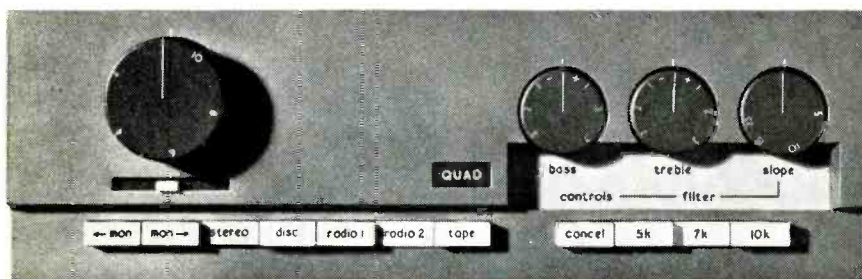 QUAD
bass treble slope
controls filter
←mon mon→ stereo disc radio 1 radio 2 tape
cancel 5k 7k 10k